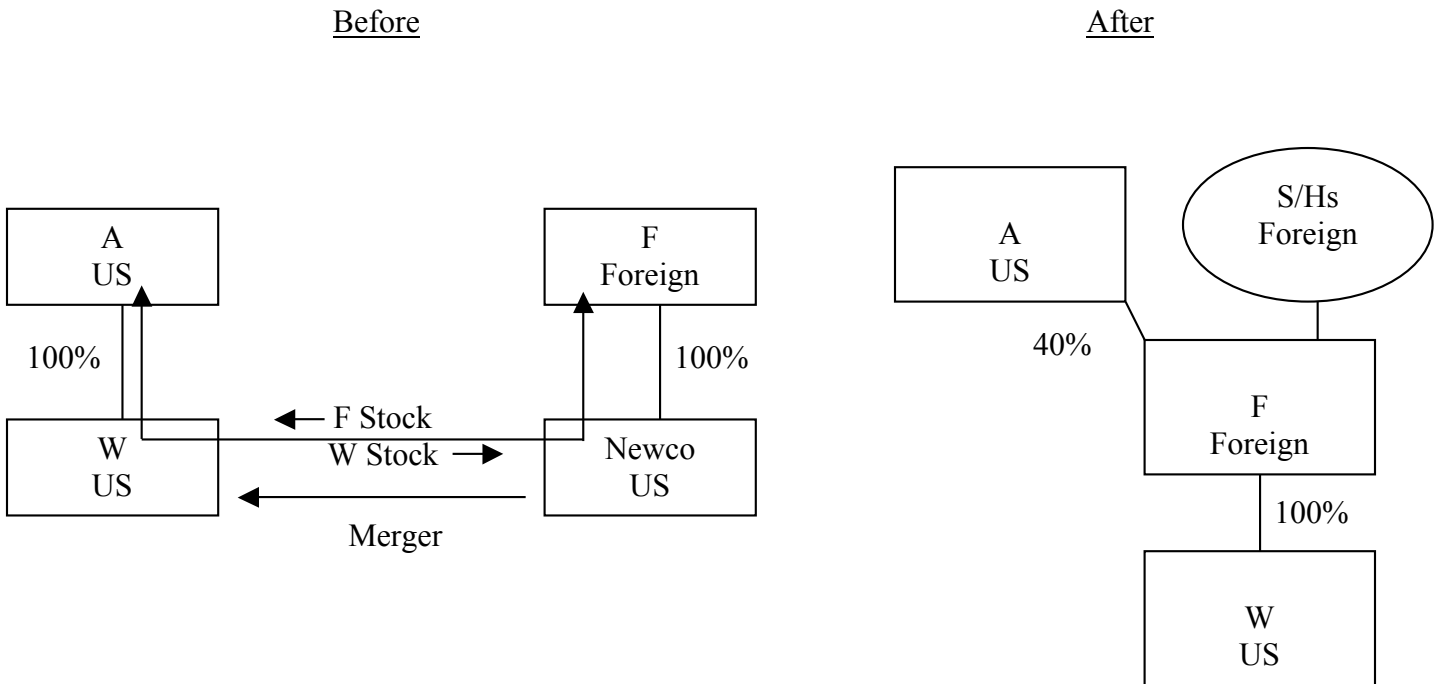 Before
After
A
US
F
Foreign
100%
100%
F Stock
W Stock
W
US
Newco
US
Merger
A
US
S/Hs
Foreign
40%
F
Foreign
100%
W
US